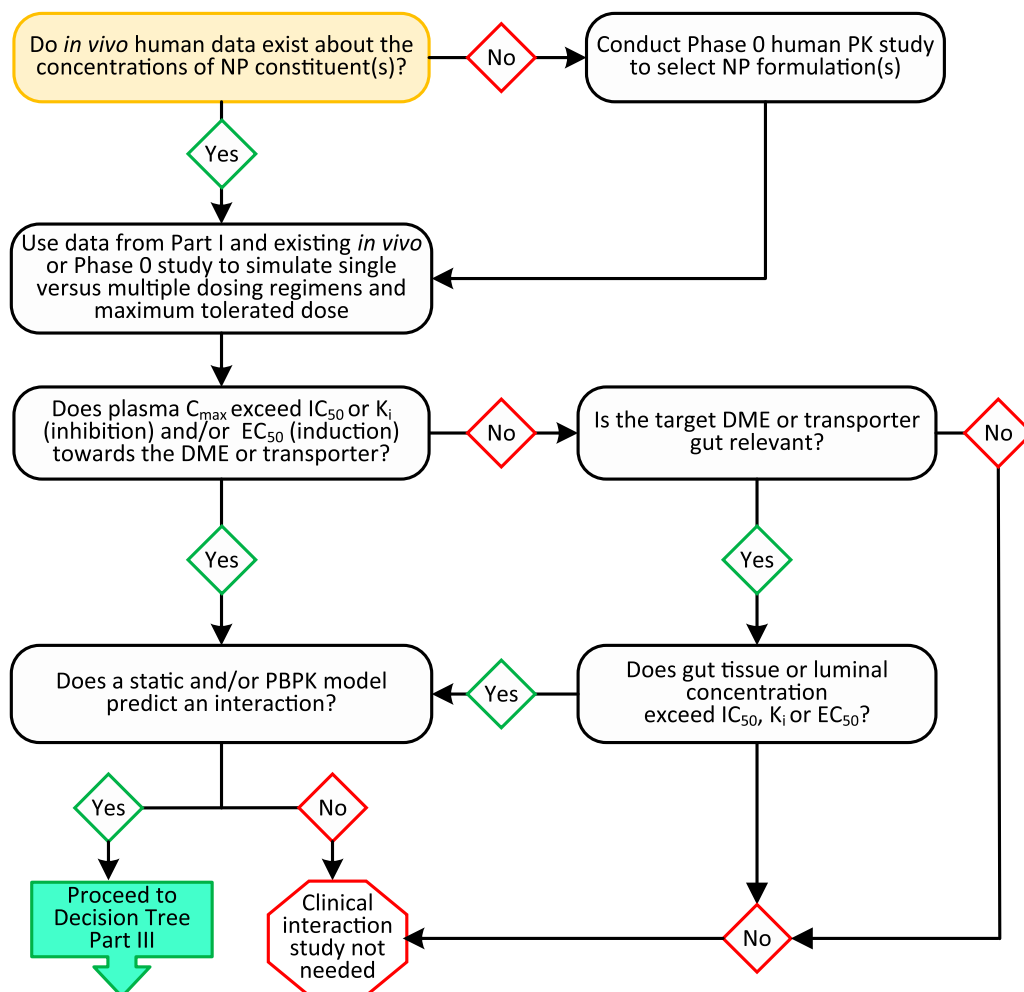 Do in vivo human data exist about the
concentrations of NP constituent(s)?
No
Conduct Phase 0 human PK study
to select NP formulation(s)
Yes
Use data from Part I and existing in vivo
or Phase 0 study to simulate single
versus multiple dosing regimens and
maximum tolerated dose
Does plasma Cmax exceed IC50 or Ki
(inhibition) and/or EC50 (induction)
towards the DME or transporter?
No
Is the target DME or transporter
gut relevant?
No
Yes
Yes
Does a static and/or PBPK model
predict an interaction?
Yes
Does gut tissue or luminal
concentration
exceed IC50, Ki or EC50?
Yes
No
Proceed to
Decision Tree
Part III
Clinical
interaction
study not
needed
No